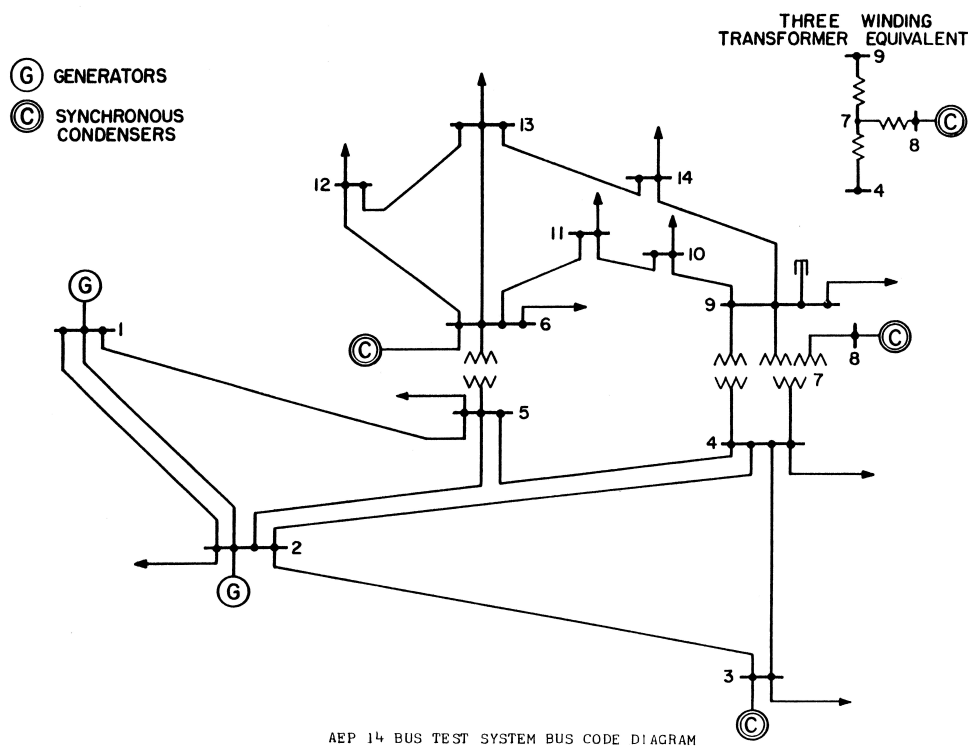 THREE WINDING
TRANSFORMER EQUIVALENT
9
7
C
8
4
G GENERATORS
C SYNCHRONOUS
CONDENSERS
13
12
14
11
10
G
1
6
9
C
C
8
7
5
4
2
G
3
C
AEP 14 BUS TEST SYSTEM BUS CODE DIAGRAM